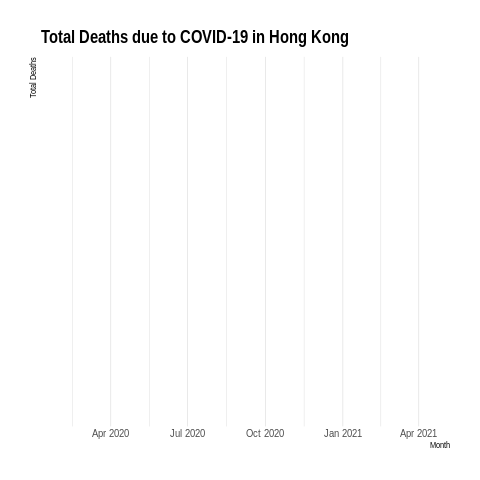 Total Deaths due to COVID-19 in Hong Kong
Total Deaths
Apr 2020 Jul 2020 Oct 2020 Jan 2021 Apr 2021
Month